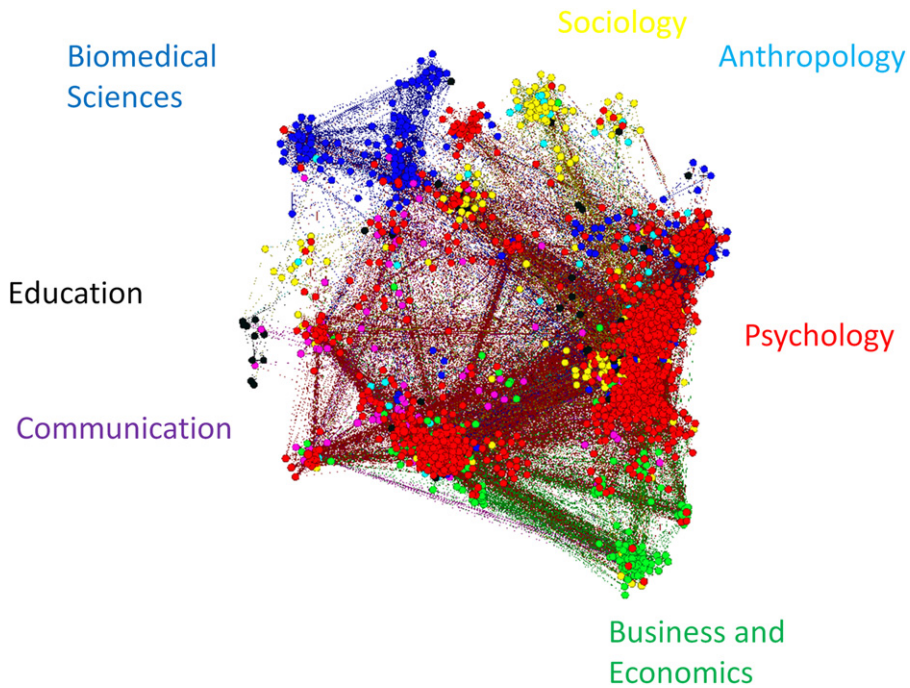 Sociology
Biomedical
Sciences
Anthropology
Education
Psychology
Communication
Business and
Economics